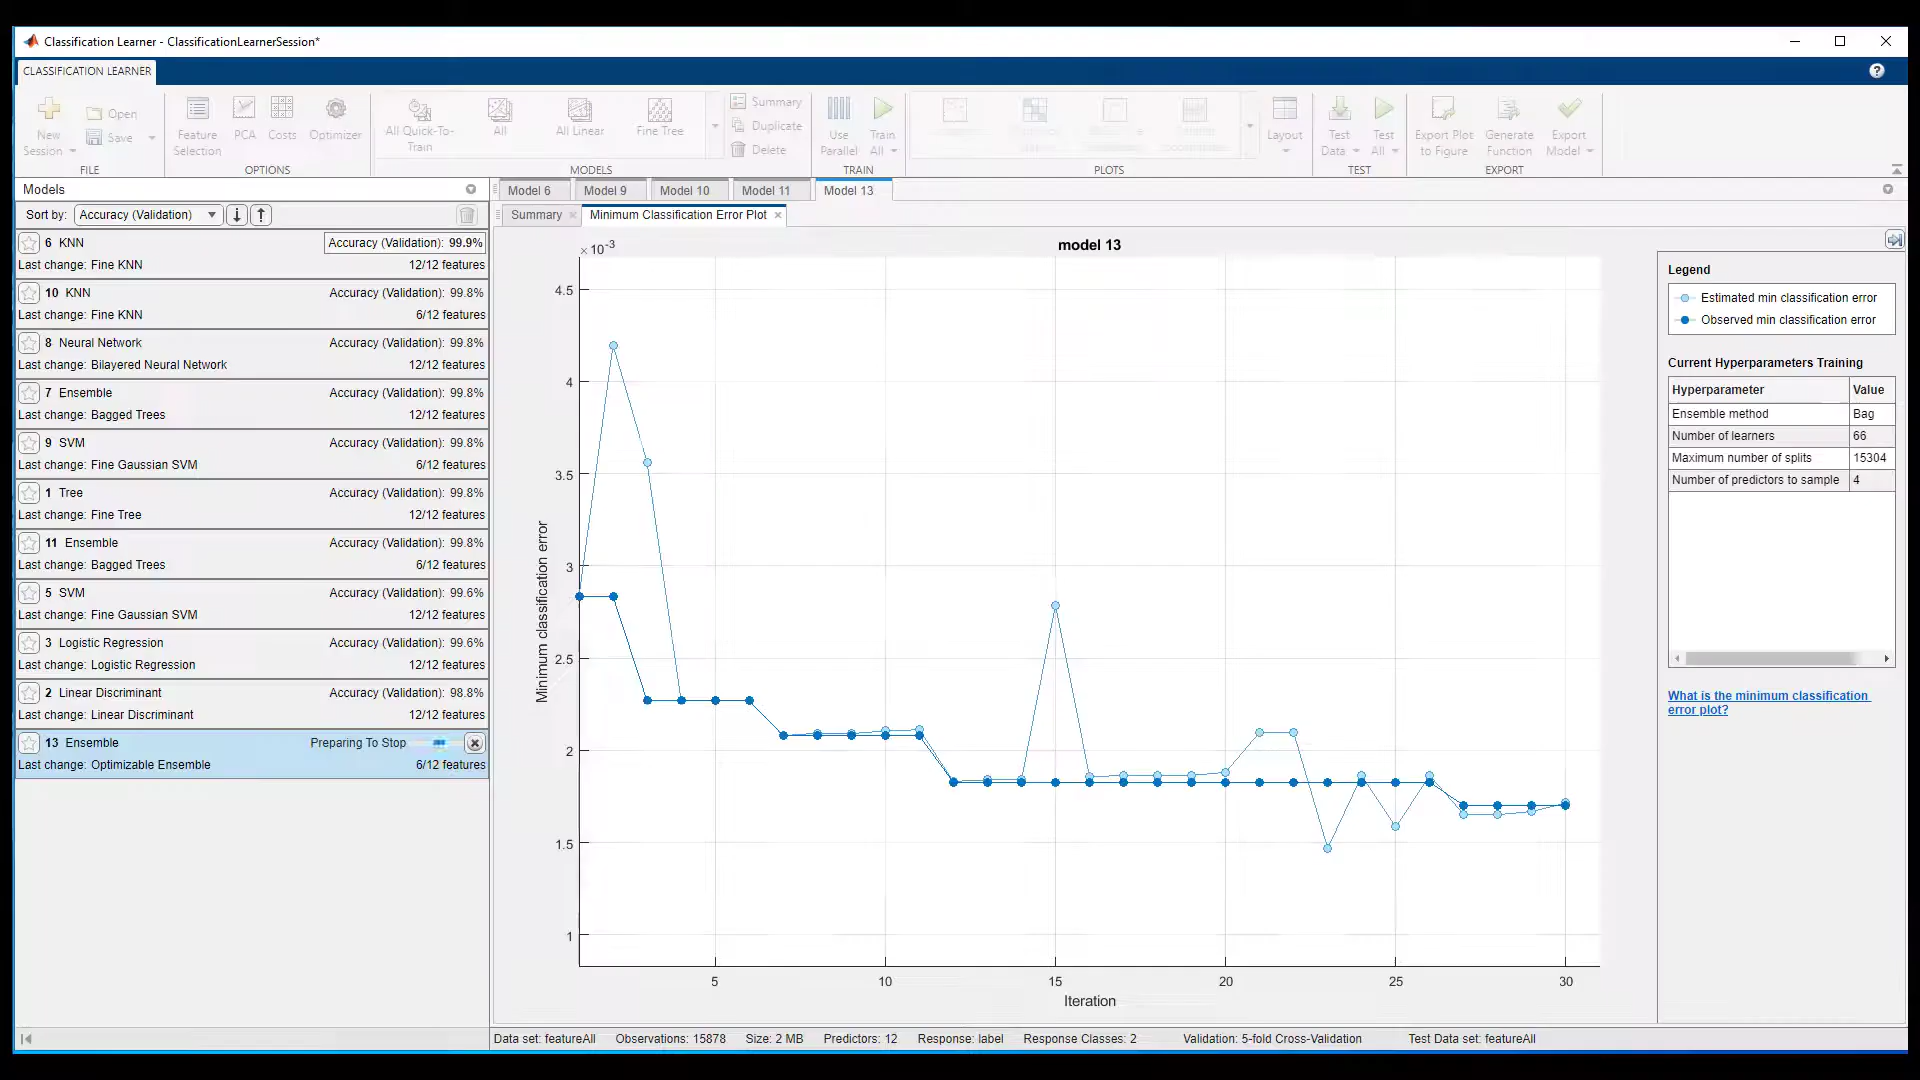 Classification Learner - ClassificationLearnerSession*
CLASSIFICATION LEARNER
New Session
Open
Save
FILE
Feature Selection
PCA
Costs
Optimizer
OPTIONS
All Quick-To-Train
All
All Linear
Fine Tree
MODELS
Summary
Duplicate
Delete
Use Parallel
Train All
TRAIN
PLOTS
Layout
Test Data
Test All
TEST
Export Plot to Figure
Generate Function
Export Model
EXPORT
Models
Sort by: Accuracy (Validation)
6 KNN Accuracy (Validation): 99.9%
Last change: Fine KNN 12/12 features
10 KNN Accuracy (Validation): 99.8%
Last change: Fine KNN 6/12 features
8 Neural Network Accuracy (Validation): 99.8%
Last change: Bilayered Neural Network 12/12 features
7 Ensemble Accuracy (Validation): 99.8%
Last change: Bagged Trees 12/12 features
9 SVM Accuracy (Validation): 99.8%
Last change: Fine Gaussian SVM 6/12 features
1 Tree Accuracy (Validation): 99.8%
Last change: Fine Tree 12/12 features
11 Ensemble Accuracy (Validation): 99.8%
Last change: Bagged Trees 6/12 features
5 SVM Accuracy (Validation): 99.6%
Last change: Fine Gaussian SVM 12/12 features
3 Logistic Regression Accuracy (Validation): 99.6%
Last change: Logistic Regression 12/12 features
2 Linear Discriminant Accuracy (Validation): 98.8%
Last change: Linear Discriminant 12/12 features
13 Ensemble Preparing To Stop
Last change: Optimizable Ensemble 6/12 features
Model 6 Model 9 Model 10 Model 11 Model 13
Summary Minimum Classification Error Plot
×10-3
model 13
4.5
4
3.5
3
2.5
2
1.5
1
Minimum classification error
5 10 15 20 25 30
Iteration
Legend
Estimated min classification error
Observed min classification error
Current Hyperparameters Training
Hyperparameter Value
Ensemble method Bag
Number of learners 66
Maximum number of splits 15304
Number of predictors to sample 4
What is the minimum classification
error plot?
Data set: featureAll Observations: 15878 Size: 2 MB Predictors: 12 Response: label Response Classes: 2 Validation: 5-fold Cross-Validation Test Data set: featureAll